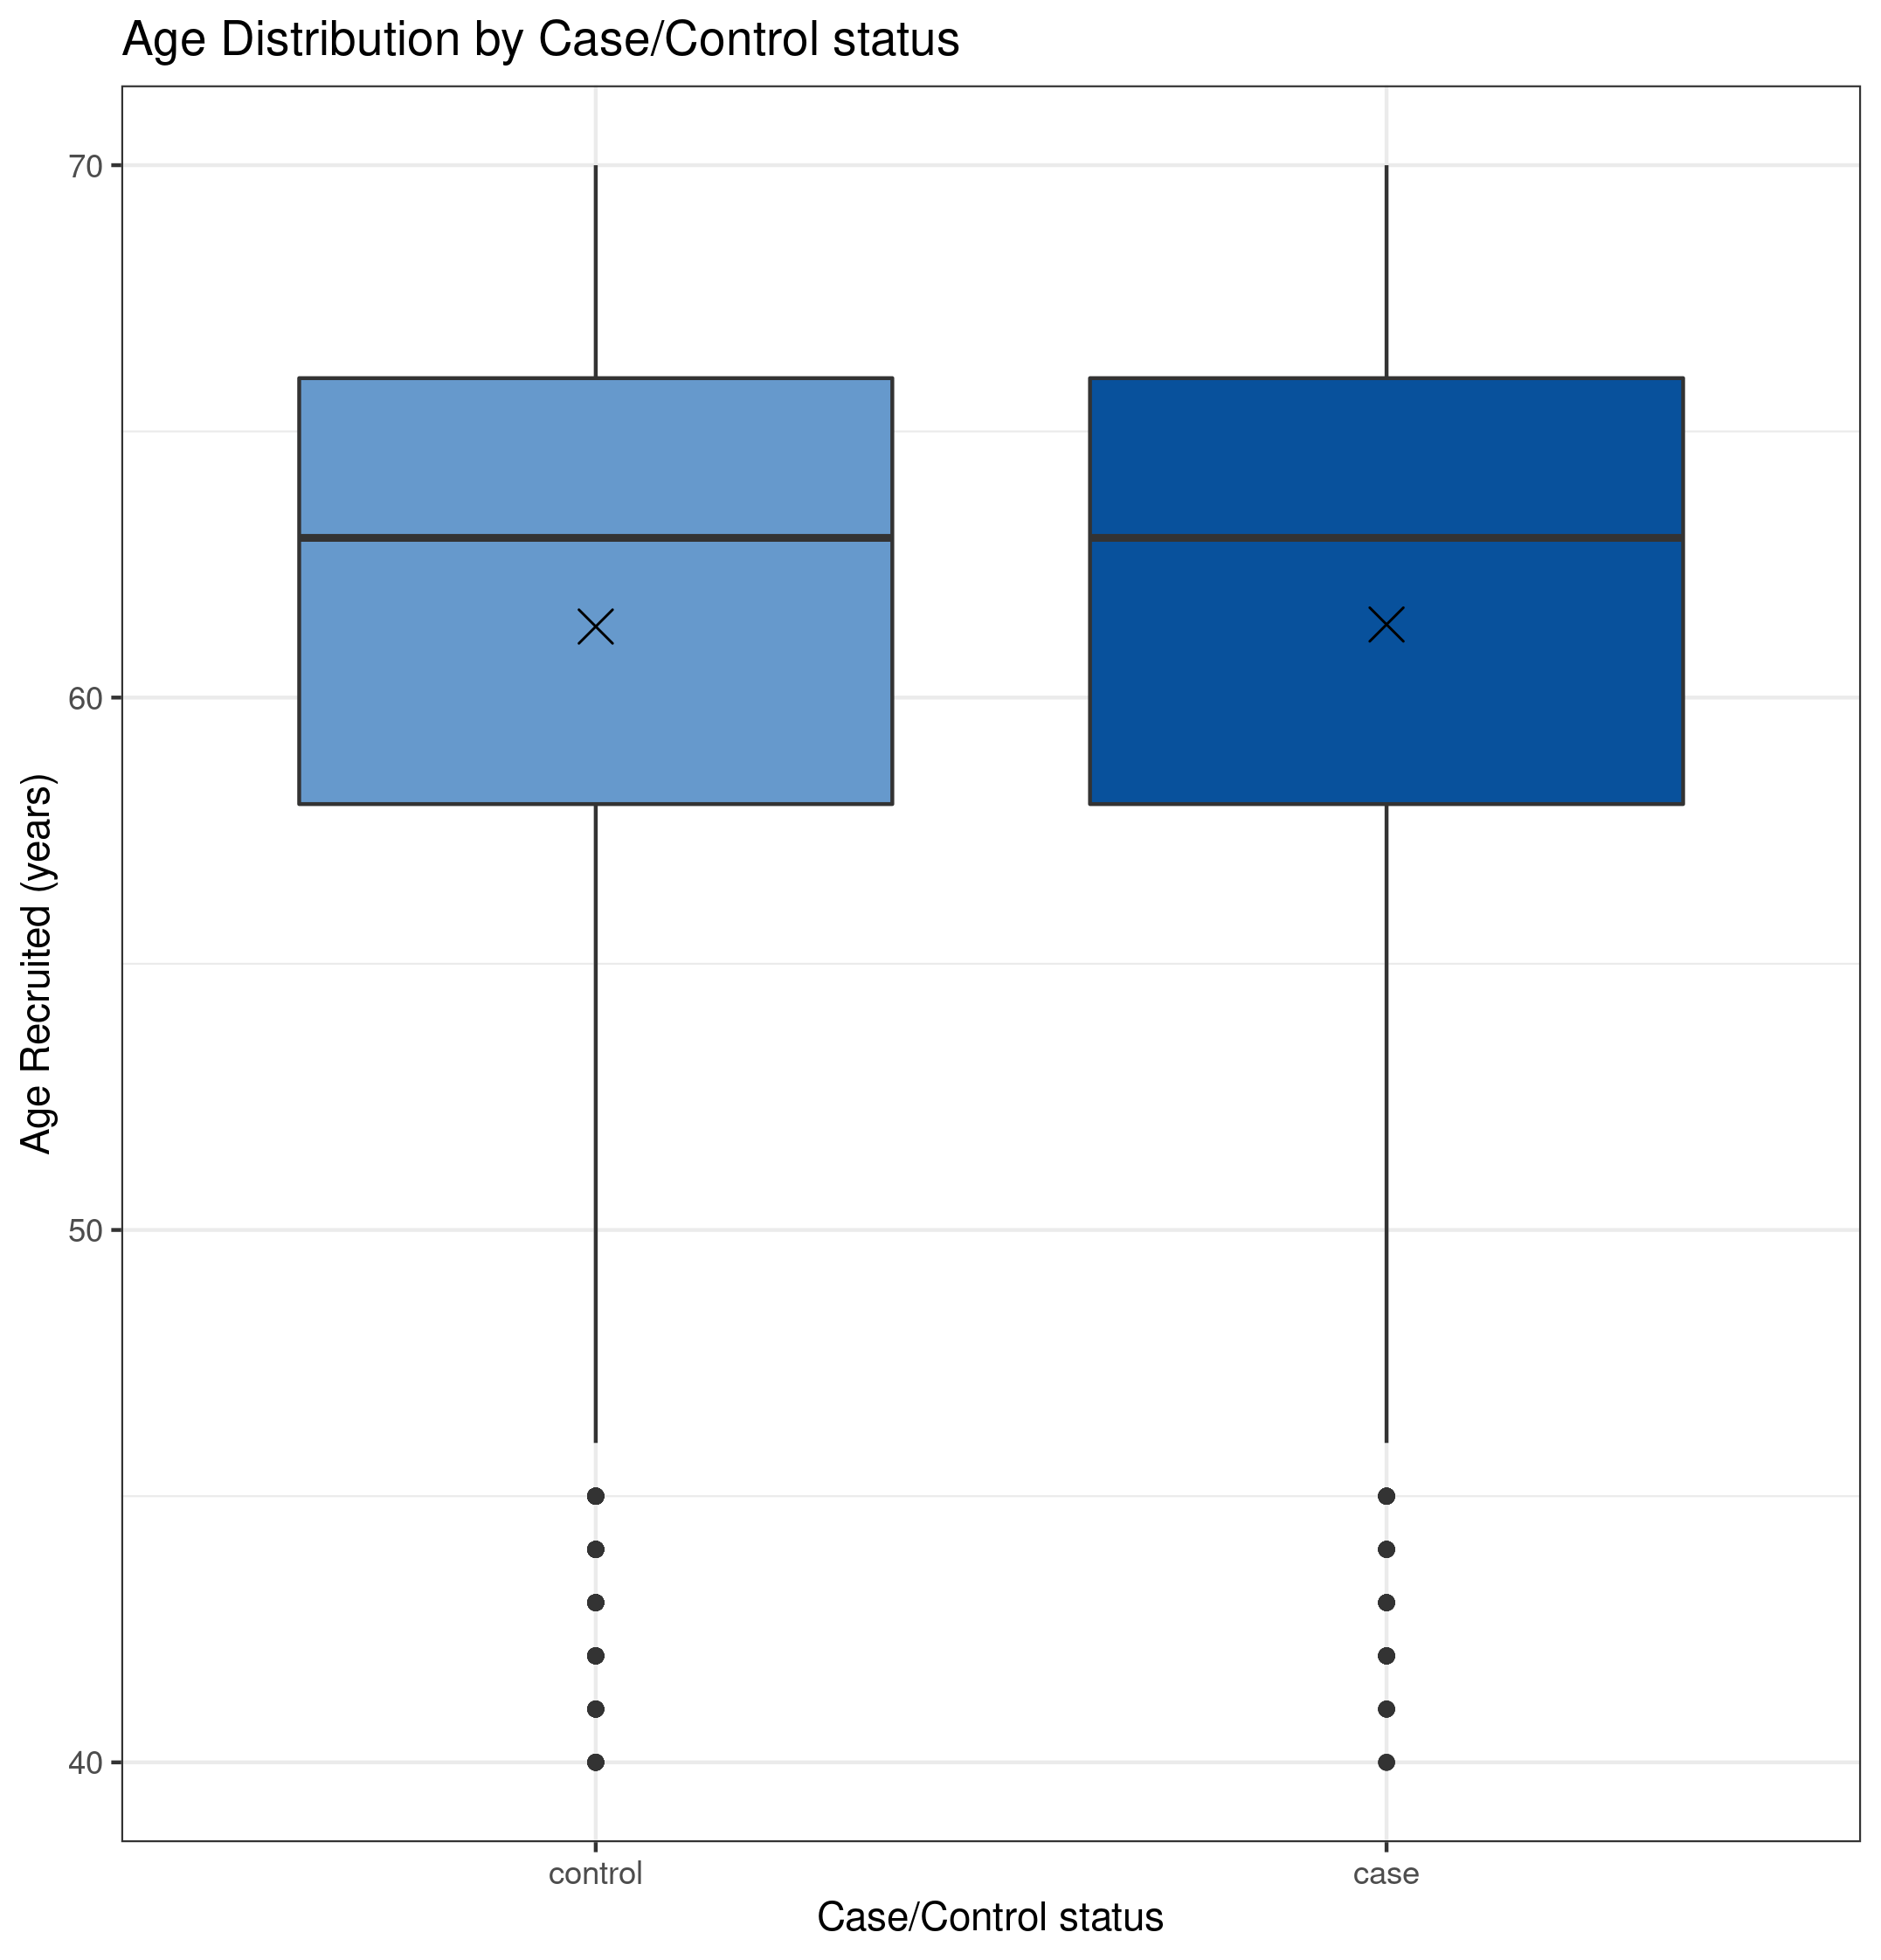 Age Distribution by Case/Control status
Age Recruited (years)
70
60
50
40
control
case
Case/Control status